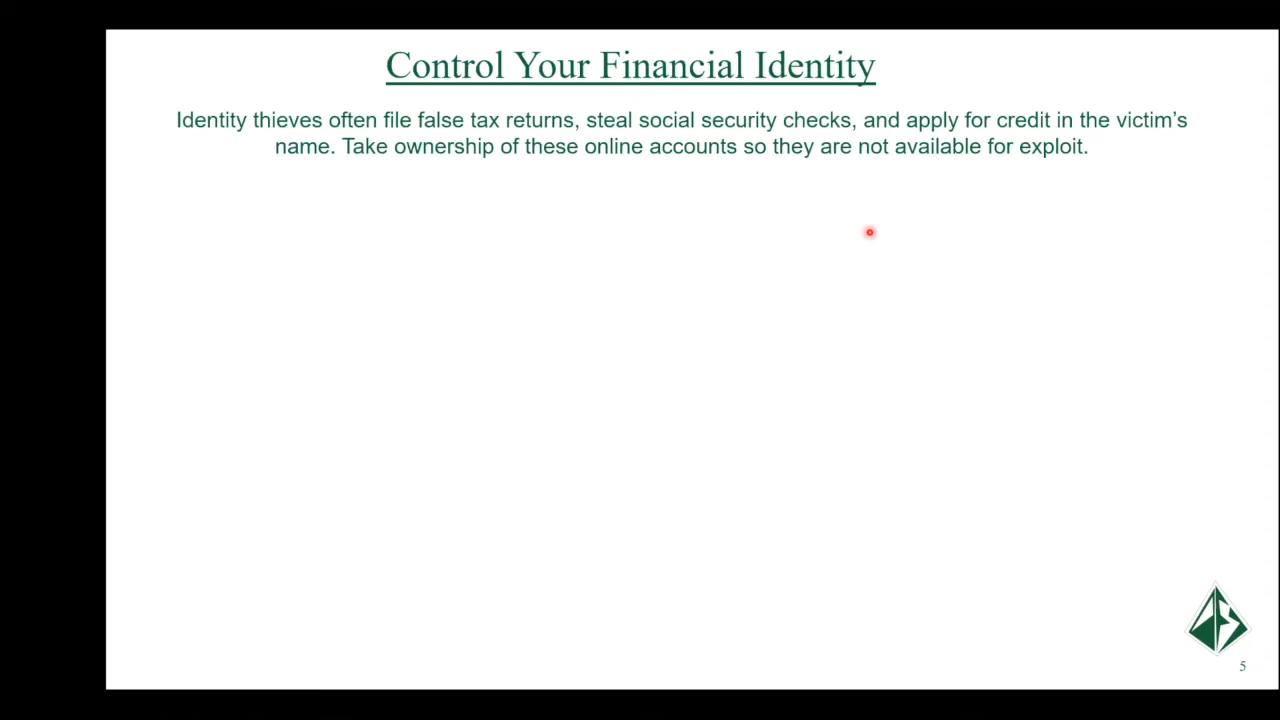 Control Your Financial Identity
Identity thieves often file false tax returns, steal social security checks, and apply for credit in the victim’s
name. Take ownership of these online accounts so they are not available for exploit.
5